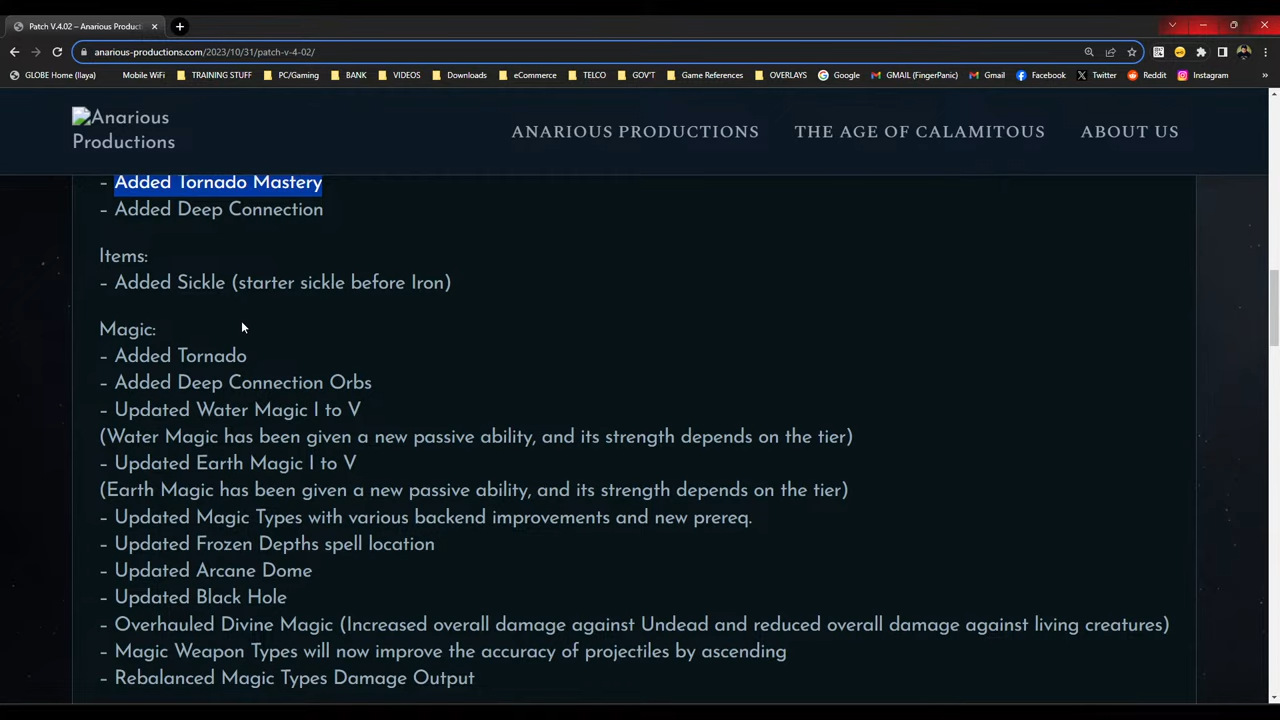 Patch V.4.02 – Anarious Product
anarious-productions.com/2023/10/31/patch-v-4-02/
GLOBE Home (Ilaya) Mobile WiFi TRAINING STUFF PC/Gaming BANK VIDEOS Downloads eCommerce TELCO GOV'T Game References OVERLAYS Google GMAIL (FingerPanic) Gmail Facebook Twitter Reddit Instagram »
Anarious
Productions
ANARIOUS PRODUCTIONS THE AGE OF CALAMITOUS ABOUT US
– Added Tornado Mastery
– Added Deep Connection
Items:
– Added Sickle (starter sickle before Iron)
Magic:
– Added Tornado
– Added Deep Connection Orbs
– Updated Water Magic I to V
(Water Magic has been given a new passive ability, and its strength depends on the tier)
– Updated Earth Magic I to V
(Earth Magic has been given a new passive ability, and its strength depends on the tier)
– Updated Magic Types with various backend improvements and new prereq.
– Updated Frozen Depths spell location
– Updated Arcane Dome
– Updated Black Hole
– Overhauled Divine Magic (Increased overall damage against Undead and reduced overall damage against living creatures)
– Magic Weapon Types will now improve the accuracy of projectiles by ascending
– Rebalanced Magic Types Damage Output